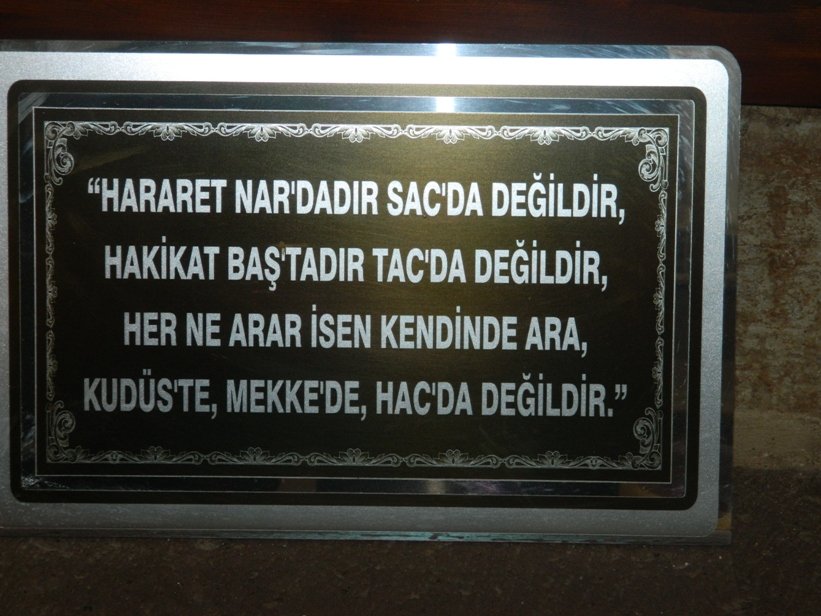 “HARARET NAR'DADIR SAC'DA DEĞİLDİR,
HAKİKAT BAŞ'TADIR TAC'DA DEĞİLDİR,
HER NE ARAR İSEN KENDİNDE ARA,
KUDÜS'TE, MEKKE'DE, HAC'DA DEĞİLDİR.”